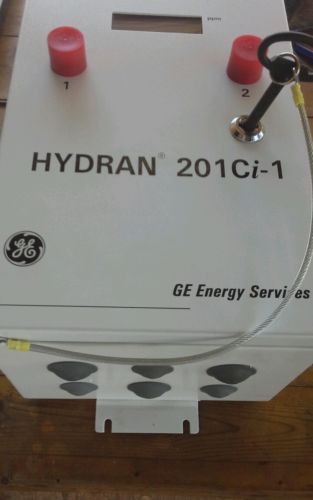 ppm
1
2
HYDRAN® 201Ci-1
GE
GE Energy Services